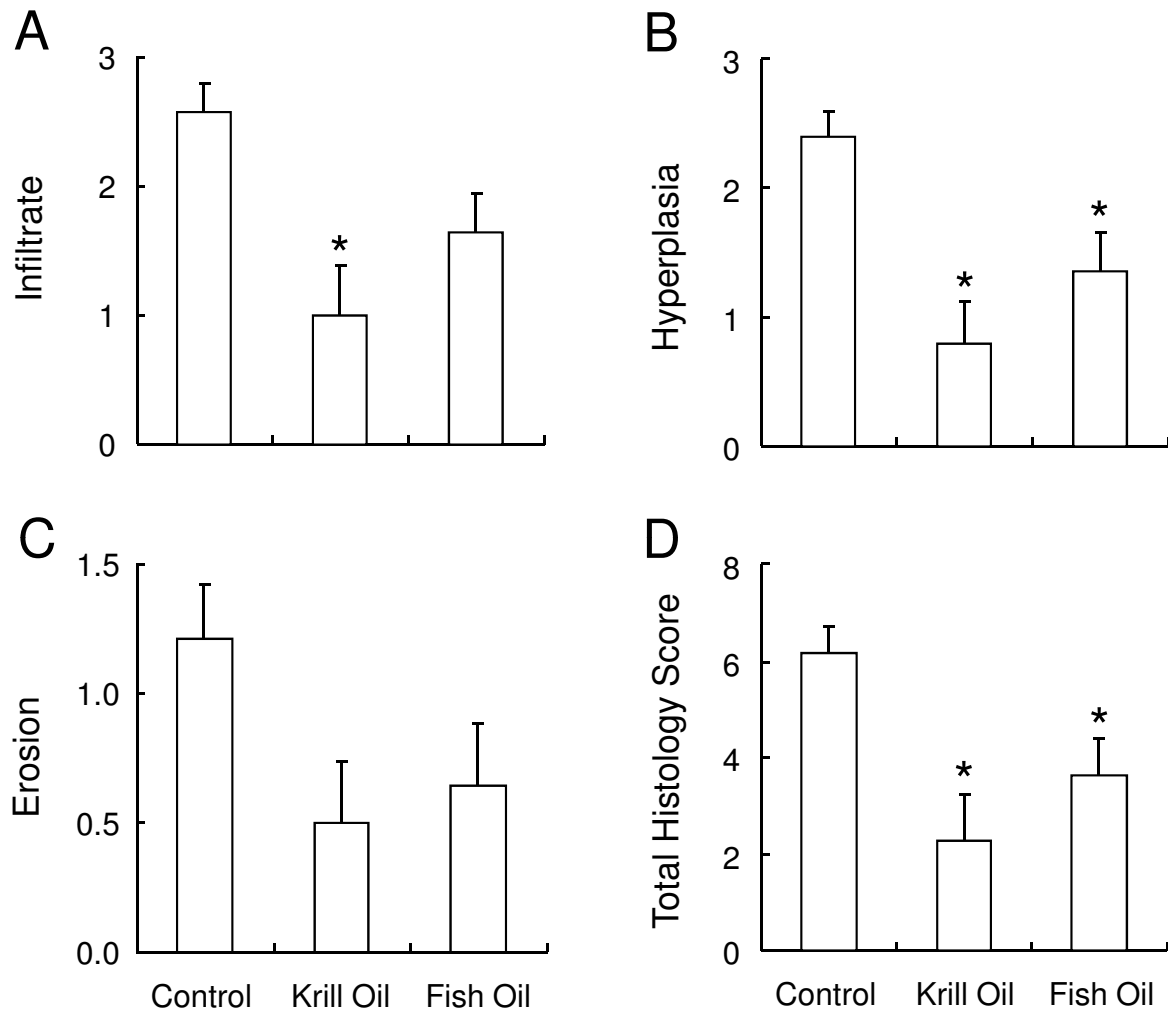 A
Infiltrate
3
2
1
0
*
B
Hyperplasia
3
2
1
0
*
*
C
Erosion
1.5
1.0
0.5
0.0
Control Krill Oil Fish Oil
D
Total Histology Score
8
6
4
2
0
*
*
Control Krill Oil Fish Oil